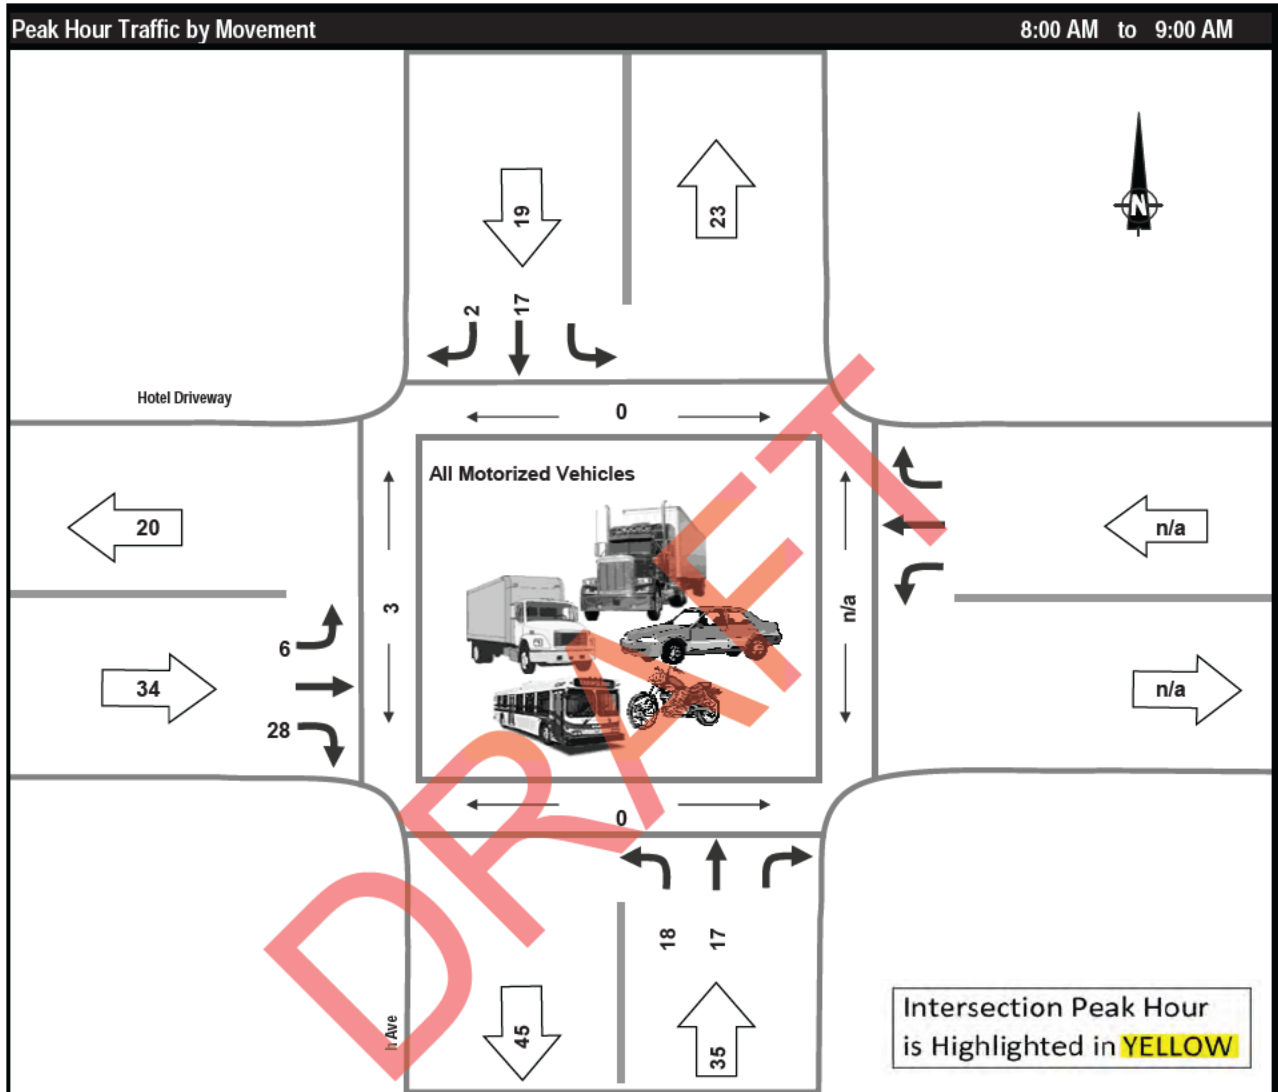 Peak Hour Traffic by Movement 8:00 AM to 9:00 AM
19
23
N
2
17
Hotel Driveway
0
All Motorized Vehicles
20
n/a
3
n/a
6
34
n/a
28
DRAFT
0
18
17
Ave
45
35
Intersection Peak Hour
is Highlighted in YELLOW